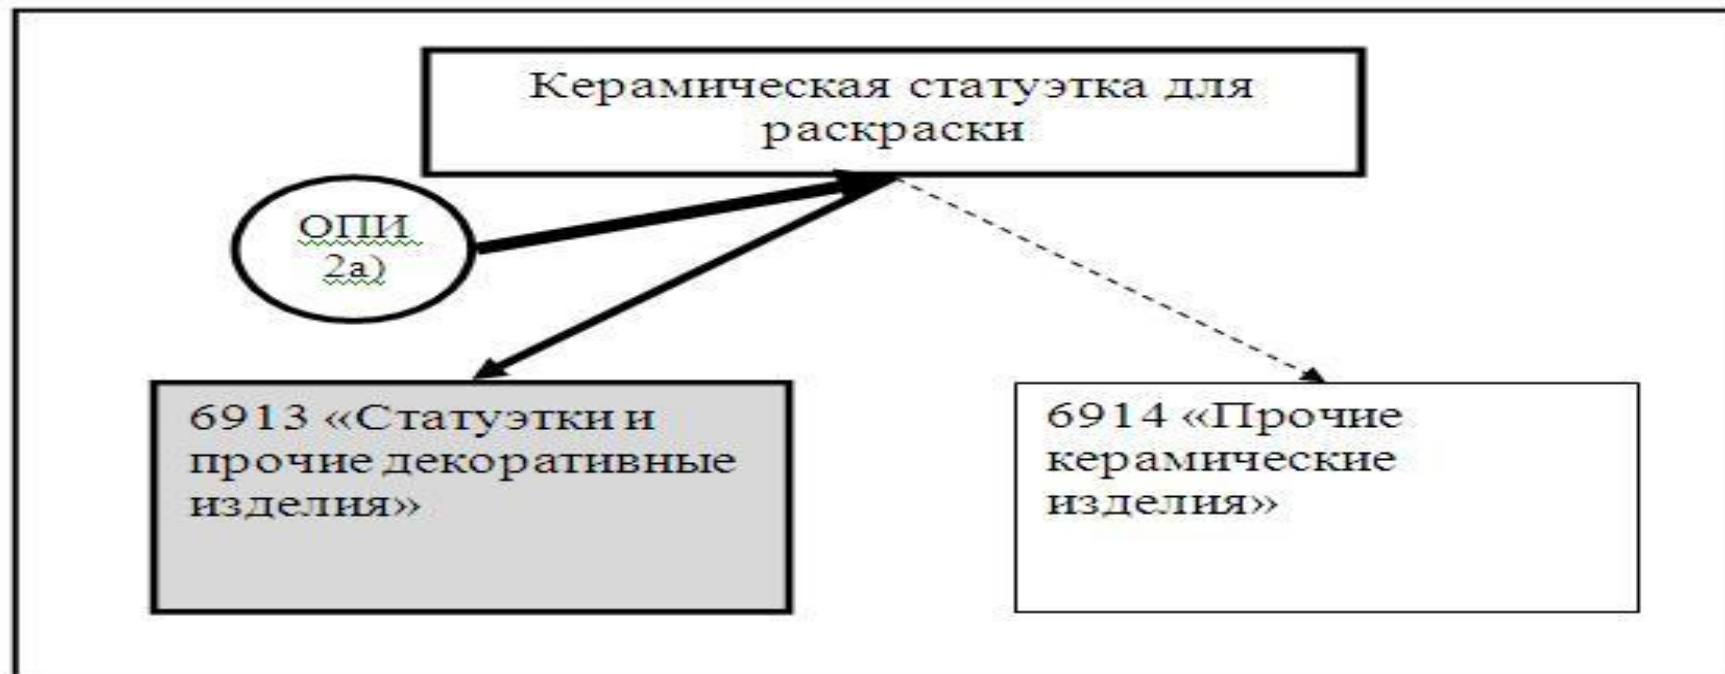 Керамическая статуэтка для
раскраски
ОПИ
2а)
6913 «Статуэтки и
прочие декоративные
изделия»
6914 «Прочие
керамические
изделия»